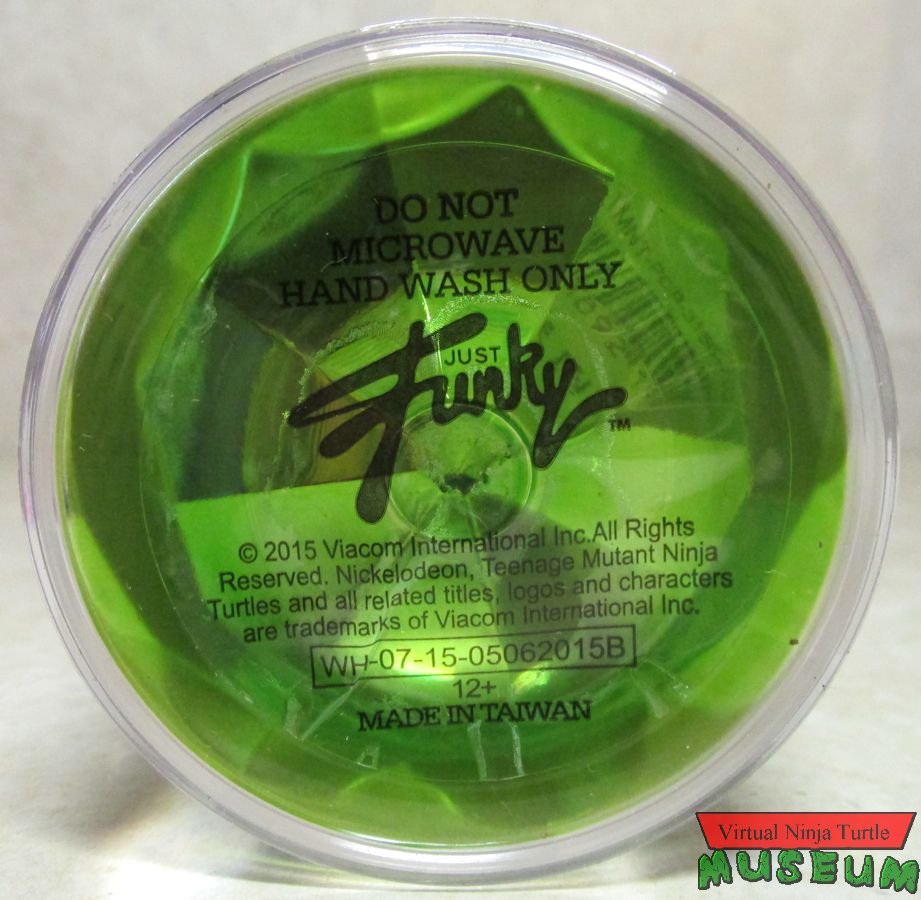 DO NOT
MICROWAVE
HAND WASH ONLY
JUST
Funky
TM
© 2015 Viacom International Inc.All Rights
Reserved. Nickelodeon, Teenage Mutant Ninja
Turtles and all related titles, logos and characters
are trademarks of Viacom International Inc.
WH-07-15-05062015B
12+
MADE IN TAIWAN
Virtual Ninja Turtle
MUSEUM